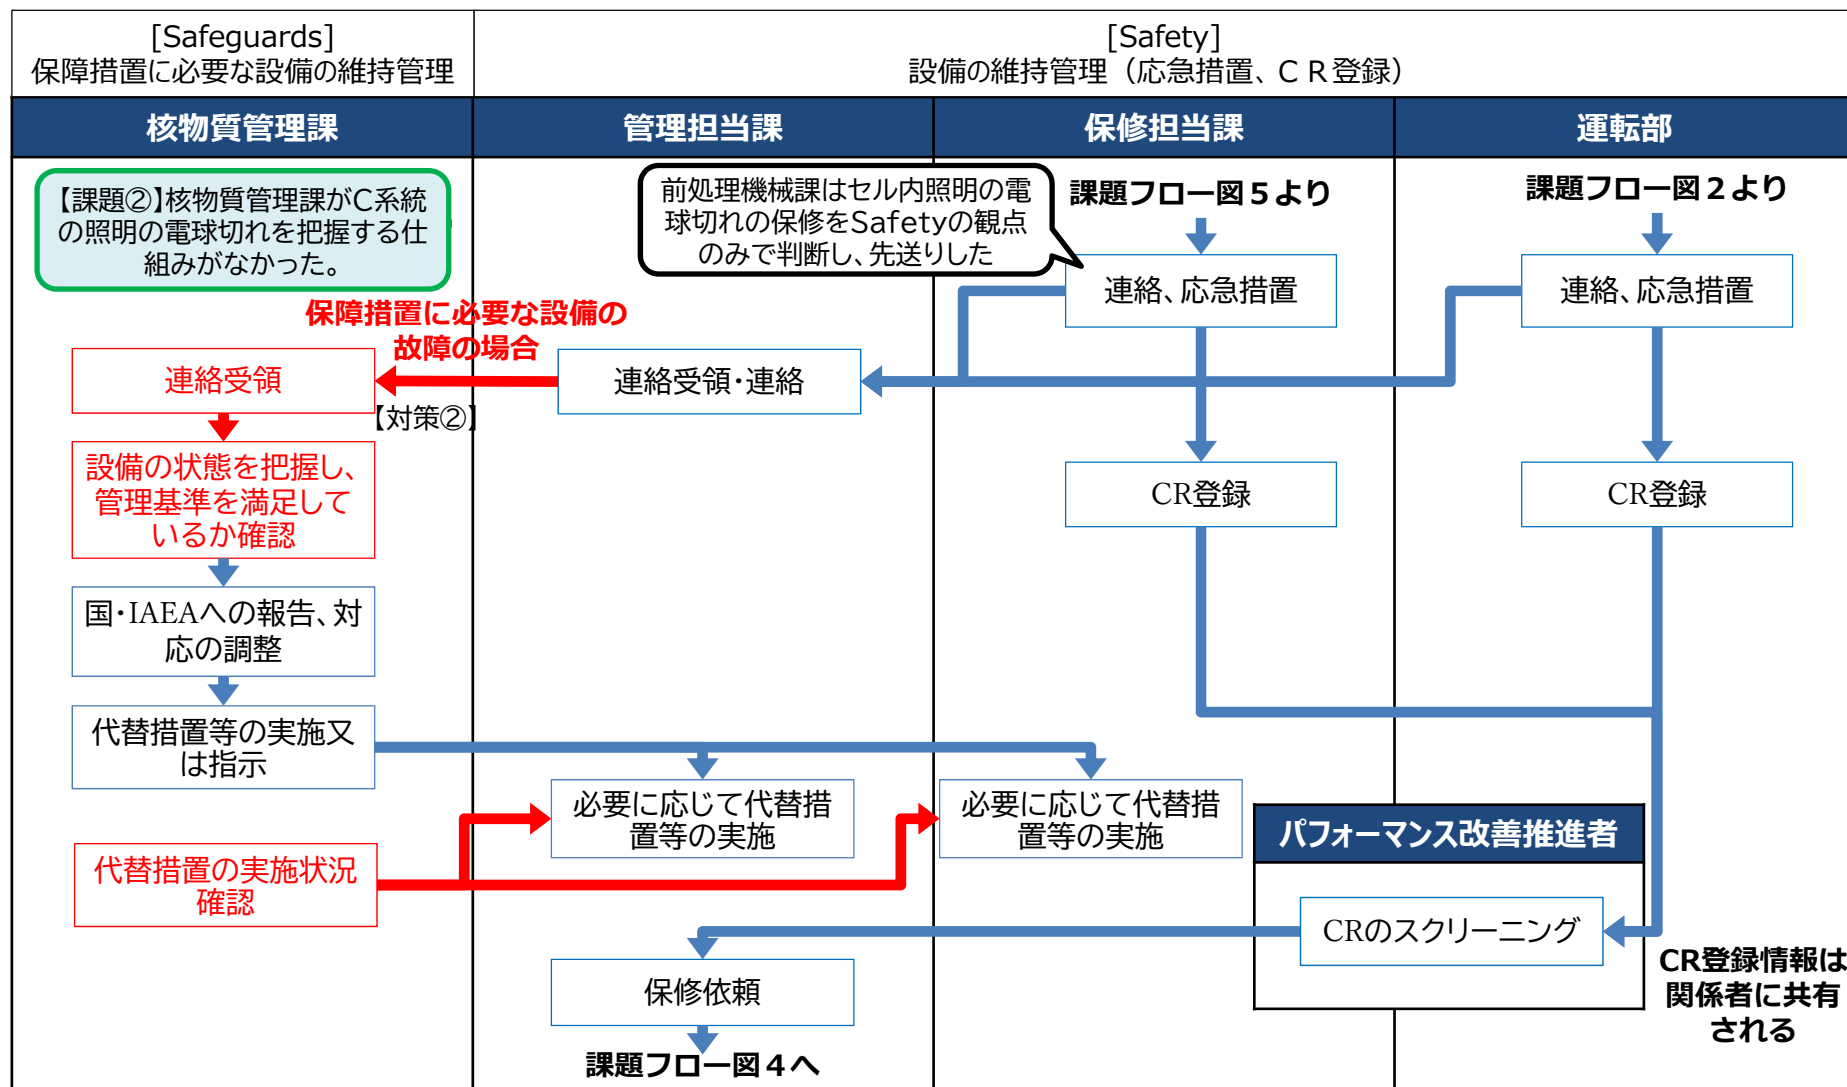 [Safeguards]
保障措置に必要な設備の維持管理
[Safety]
設備の維持管理（応急措置、ＣＲ登録）
核物質管理課
管理担当課
保修担当課
運転部
【課題②】核物質管理課がC系統
の照明の電球切れを把握する仕
組みがなかった。
前処理機械課はセル内照明の電
球切れの保修をSafetyの観点
のみで判断し、先送りした
課題フロー図５より
課題フロー図２より
連絡、応急措置
連絡、応急措置
保障措置に必要な設備の
故障の場合
連絡受領
連絡受領・連絡
【対策②】
設備の状態を把握し、
管理基準を満足して
いるか確認
CR登録
CR登録
国・IAEAへの報告、対
応の調整
代替措置等の実施又
は指示
必要に応じて代替措
置等の実施
必要に応じて代替措
置等の実施
パフォーマンス改善推進者
代替措置の実施状況
確認
CRのスクリーニング
CR登録情報は
関係者に共有
される
保修依頼
課題フロー図４へ